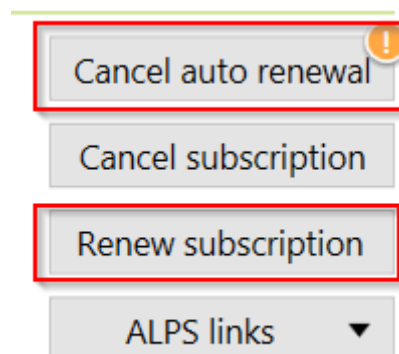 Cancel auto renewal
!
Cancel subscription
Renew subscription
ALPS links